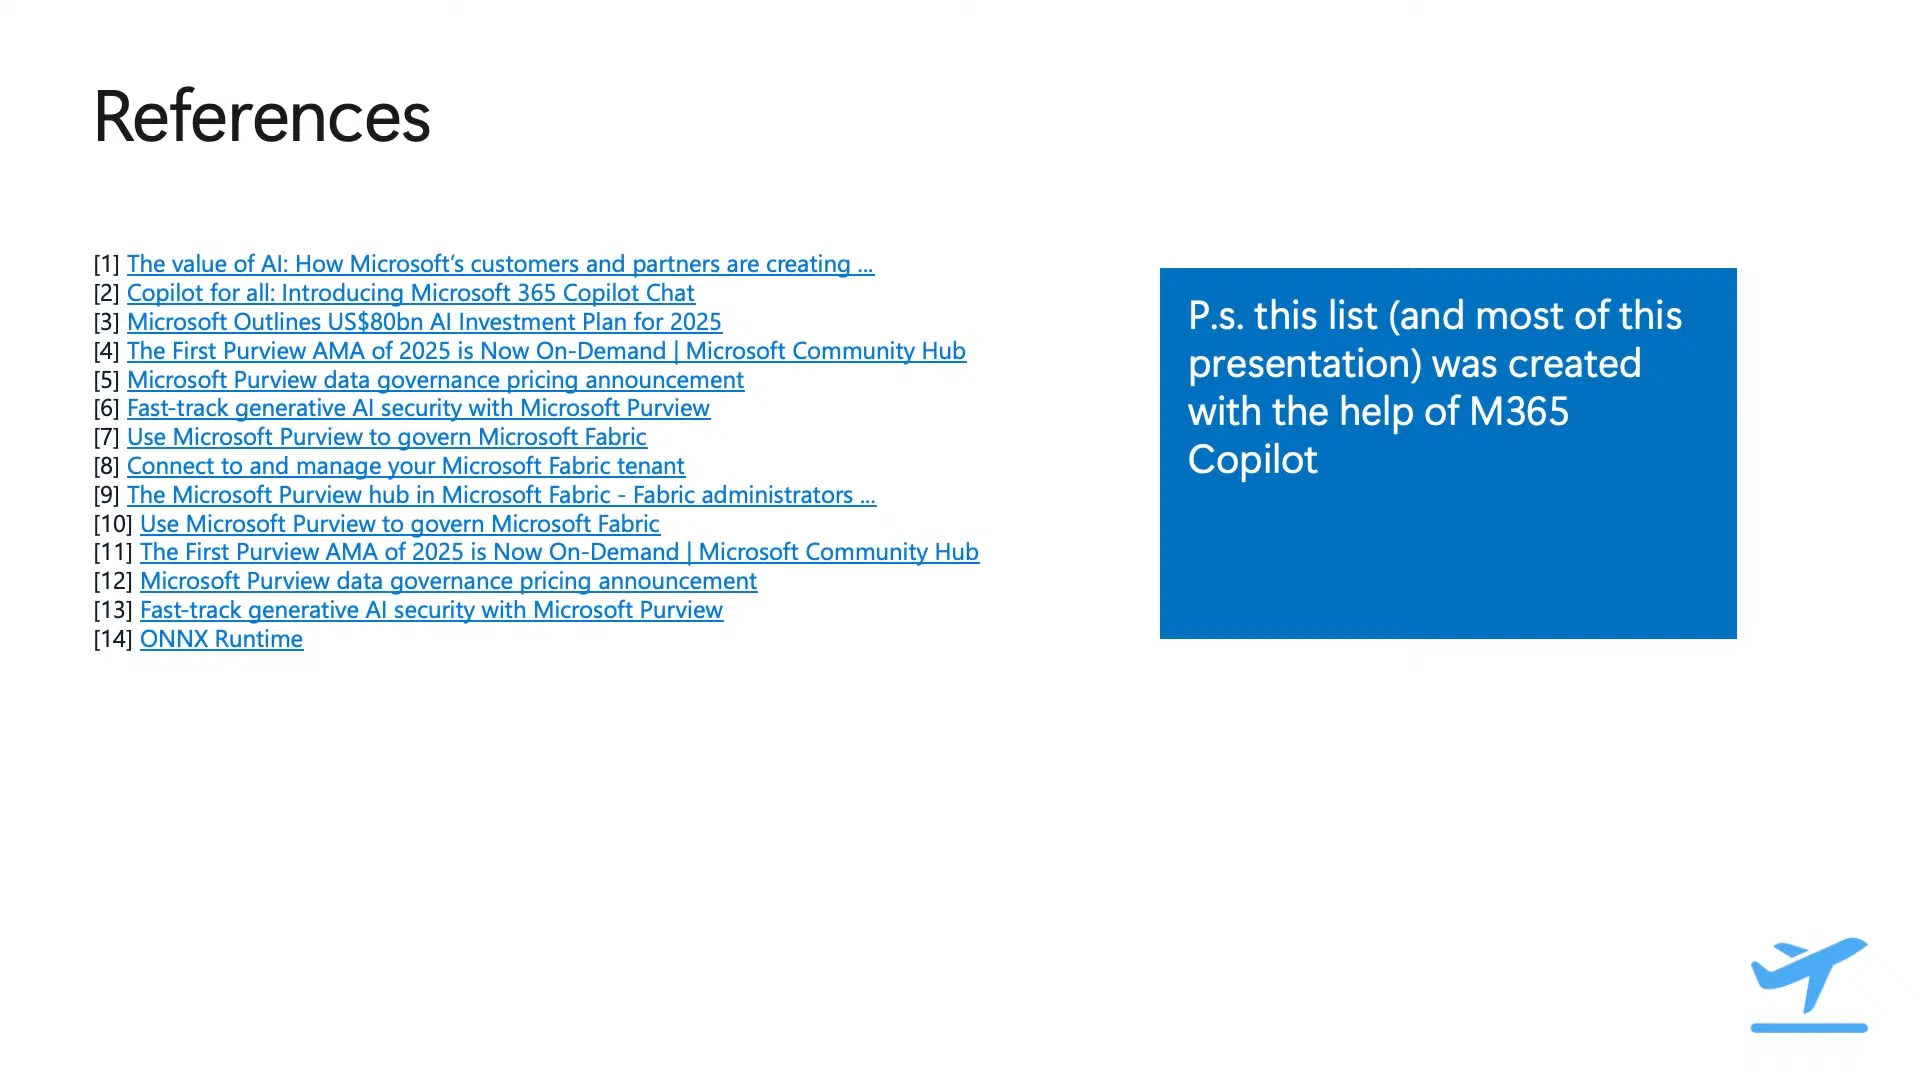 References
[1] The value of AI: How Microsoft’s customers and partners are creating ...
[2] Copilot for all: Introducing Microsoft 365 Copilot Chat
[3] Microsoft Outlines US$80bn AI Investment Plan for 2025
[4] The First Purview AMA of 2025 is Now On-Demand | Microsoft Community Hub
[5] Microsoft Purview data governance pricing announcement
[6] Fast-track generative AI security with Microsoft Purview
[7] Use Microsoft Purview to govern Microsoft Fabric
[8] Connect to and manage your Microsoft Fabric tenant
[9] The Microsoft Purview hub in Microsoft Fabric - Fabric administrators ...
[10] Use Microsoft Purview to govern Microsoft Fabric
[11] The First Purview AMA of 2025 is Now On-Demand | Microsoft Community Hub
[12] Microsoft Purview data governance pricing announcement
[13] Fast-track generative AI security with Microsoft Purview
[14] ONNX Runtime
P.s. this list (and most of this
presentation) was created
with the help of M365
Copilot